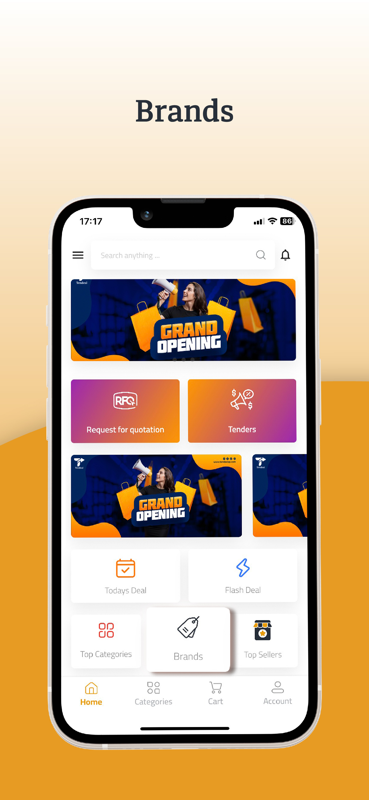 Brands
17:17
86
Search anything ...
GRAND
OPENING
RFQ
Request for quotation
Tenders
GRAND
OPENING
Todays Deal
Flash Deal
Top Categories
Brands
Top Sellers
Home
Categories
Cart
Account